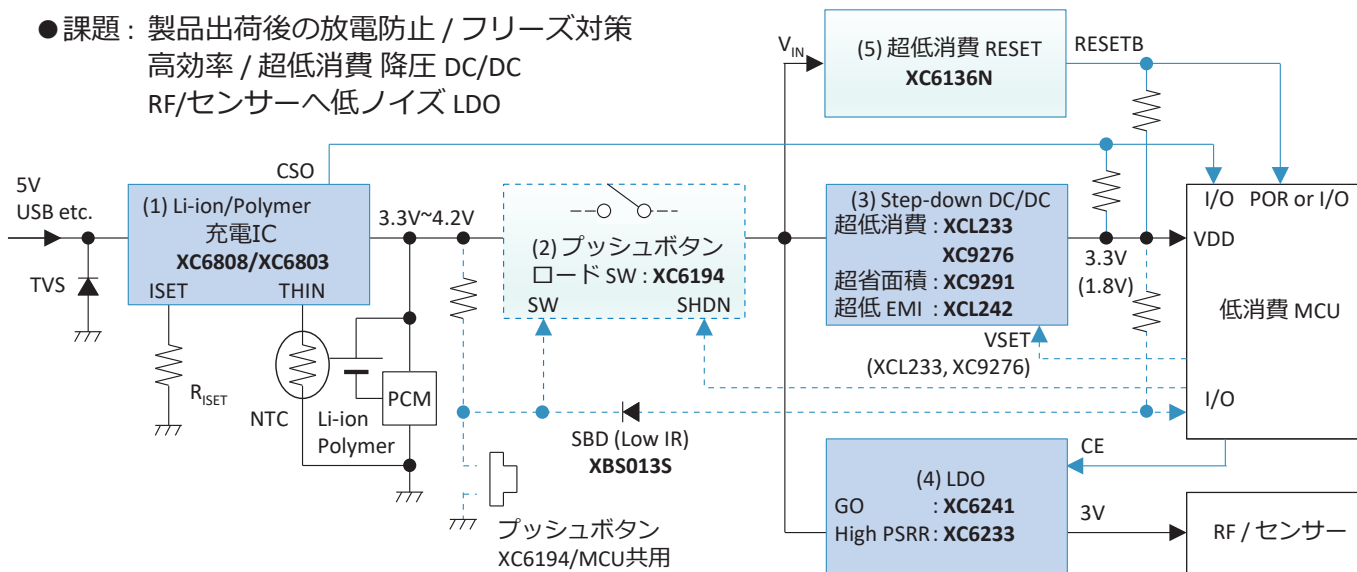 ●課題 : 製品出荷後の放電防止 / フリーズ対策
高効率 / 超低消費 降圧 DC/DC
RF/センサーへ低ノイズ LDO
VIN
(5) 超低消費 RESET
XC6136N
RESETB
CSO
5V
USB etc.
TVS
(1) Li-ion/Polymer
充電IC
XC6808/XC6803
ISET
THIN
RISET
NTC
Li-ion
Polymer
PCM
3.3V~4.2V
(2) プッシュボタン
ロード SW : XC6194
SW
SHDN
(3) Step-down DC/DC
超低消費 : XCL233
XC9276
超省面積 : XC9291
超低 EMI : XCL242
VSET
(XCL233, XC9276)
3.3V
(1.8V)
I/O
POR or I/O
VDD
低消費 MCU
I/O
SBD (Low IR)
XBS013S
プッシュボタン
XC6194/MCU共用
CE
(4) LDO
GO : XC6241
High PSRR : XC6233
3V
RF / センサー